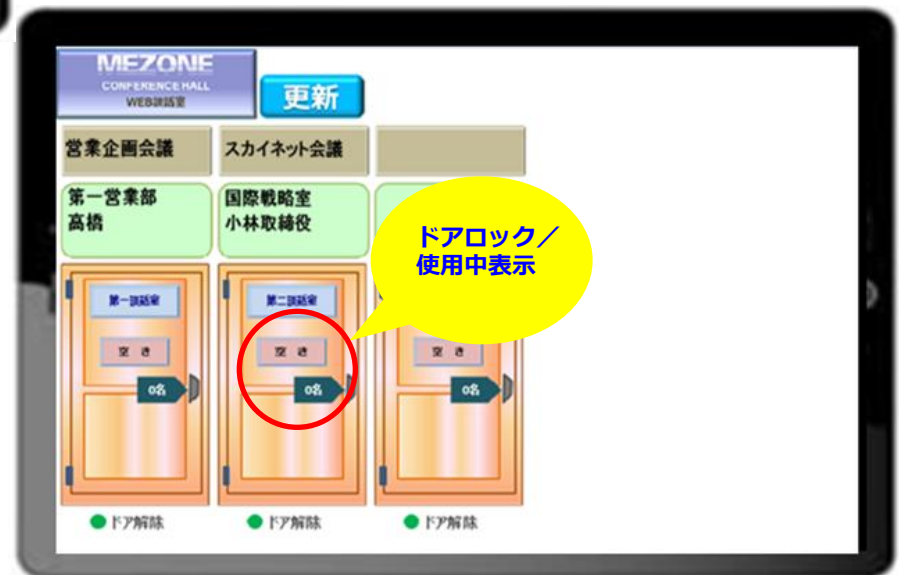 MEZONE
CONFERENCE HALL
WEB談話室
更新
営業企画会議
スカイネット会議
第一営業部
高橋
国際戦略室
小林取締役
ドアロック／
使用中表示
第一談話室
第二談話室
空き
空き
空き
0名
0名
0名
ドア解除
ドア解除
ドア解除